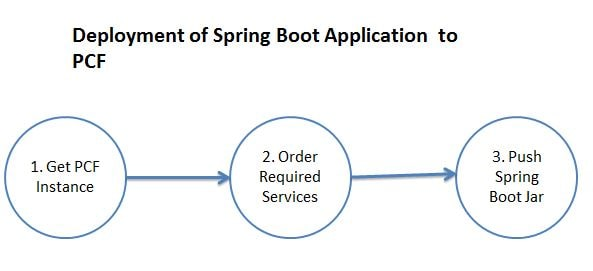 Deployment of Spring Boot Application to
PCF
1. Get PCF
Instance
2. Order
Required
Services
3. Push
Spring
Boot Jar